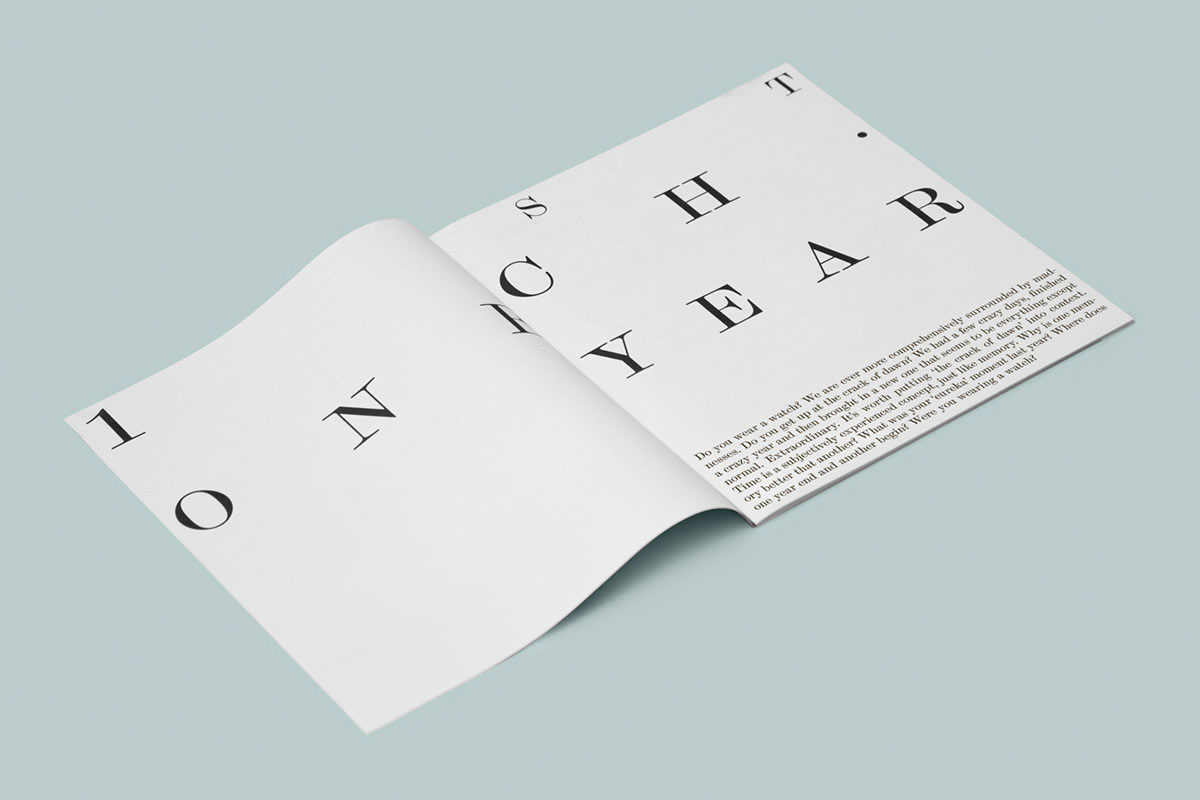 1
O N
S C H T .
Y E A R
Do you wear a watch? We are ever more comprehensively surrounded by mad-
nesses. Do you get up at the crack of dawn? We had a few crazy days, finished
a crazy year and then brought in a new one that seems to be everything except
normal. Extraordinary. It's worth putting 'the crack of dawn' into context.
Time is a subjectively experienced concept, just like memory. Why is one mem-
ory better that another? What was your 'eureka' moment last year? Where does
one year end and another begin? Were you wearing a watch?